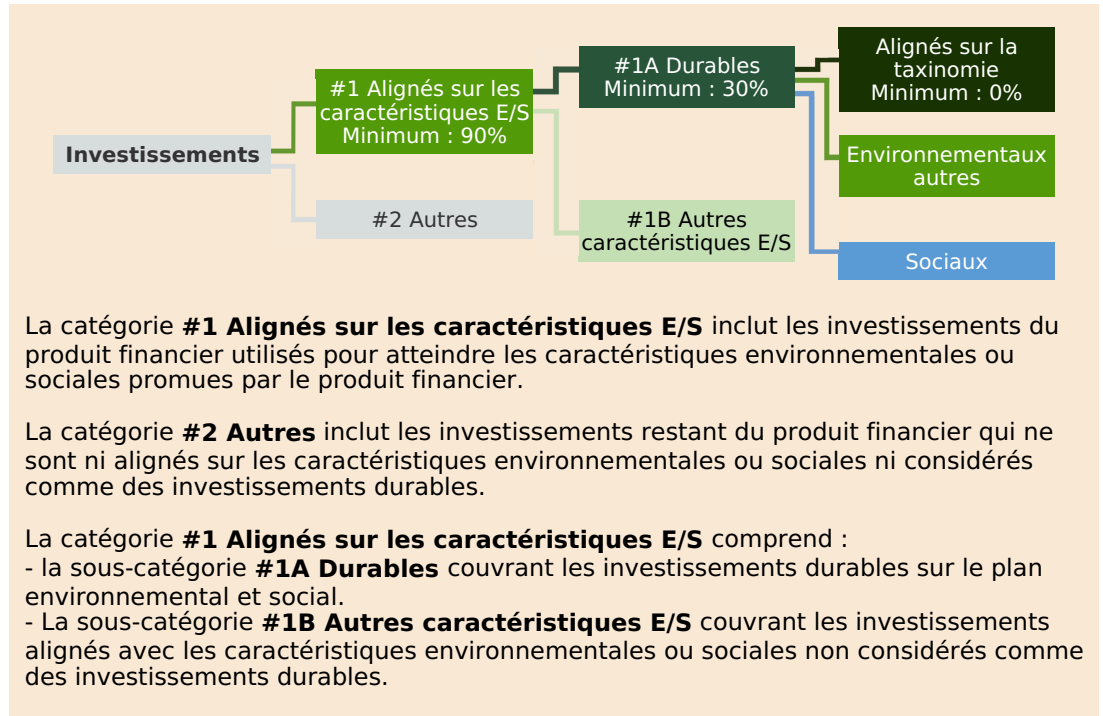 Investissements
#1 Alignés sur les
caractéristiques E/S
Minimum : 90%
#2 Autres
#1A Durables
Minimum : 30%
#1B Autres
caractéristiques E/S
Alignés sur la
taxinomie
Minimum : 0%
Environnementaux
autres
Sociaux
La catégorie #1 Alignés sur les caractéristiques E/S inclut les investissements du
produit financier utilisés pour atteindre les caractéristiques environnementales ou
sociales promues par le produit financier.
La catégorie #2 Autres inclut les investissements restant du produit financier qui ne
sont ni alignés sur les caractéristiques environnementales ou sociales ni considérés
comme des investissements durables.
La catégorie #1 Alignés sur les caractéristiques E/S comprend :
- la sous-catégorie #1A Durables couvrant les investissements durables sur le plan
environnemental et social.
- La sous-catégorie #1B Autres caractéristiques E/S couvrant les investissements
alignés avec les caractéristiques environnementales ou sociales non considérés comme
des investissements durables.